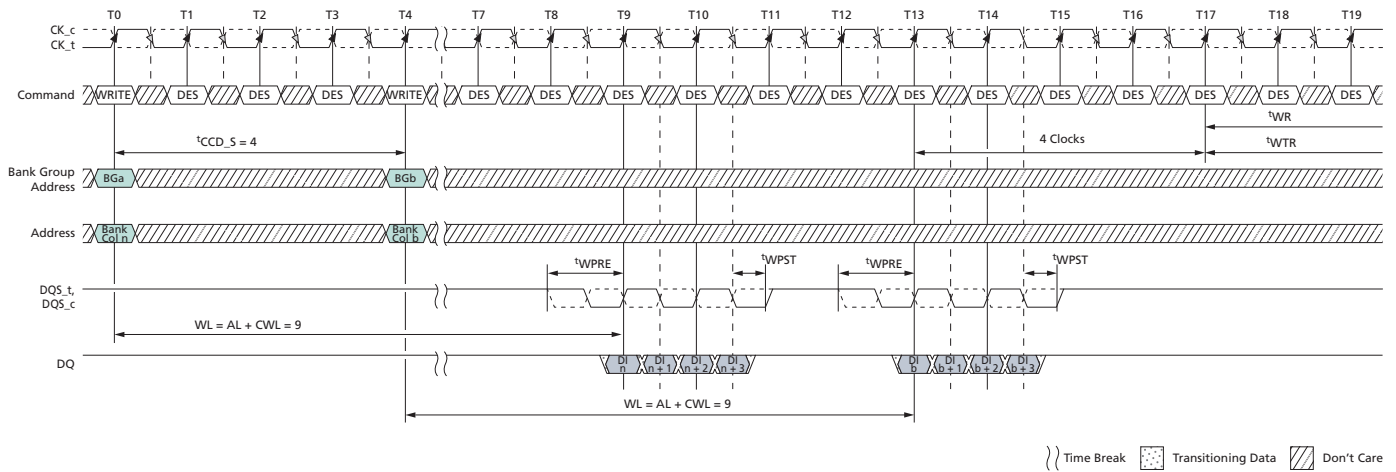 T0 T1 T2 T3 T4 T7 T8 T9 T10 T11 T12 T13 T14 T15 T16 T17 T18 T19
CK_c
CK_t
Command WRITE DES DES DES WRITE DES DES DES DES DES DES DES DES DES DES DES DES DES
tWR
tCCD_S = 4 4 Clocks tWTR
Bank Group
Address BGa BGb
Address Bank Col n Bank Col b
tWPRE tWPST tWPRE tWPST
DQS_t,
DQS_c
WL = AL + CWL = 9
DQ DI n DI n + 1 DI n + 2 DI n + 3 DI b DI b + 1 DI b + 2 DI b + 3
WL = AL + CWL = 9
Time Break Transitioning Data Don't Care